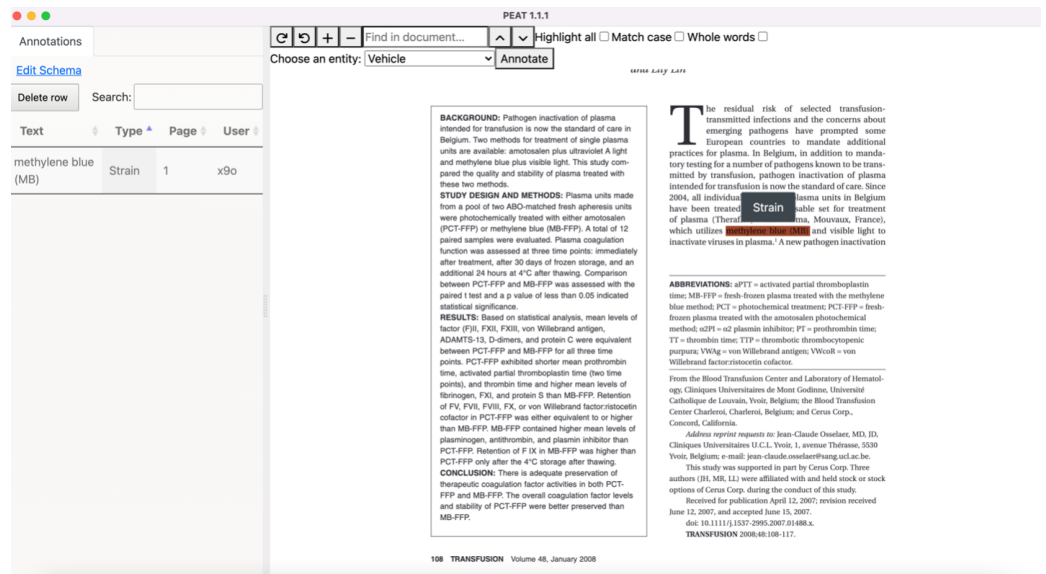 PEAT 1.1.1
Annotations
Edit Schema
Delete row Search:
Text Type Page User
methylene blue (MB) Strain 1 x9o
Find in document... Highlight all Match case Whole words
Choose an entity: Vehicle Annotate
and Lily Lin
BACKGROUND: Pathogen inactivation of plasma
intended for transfusion is now the standard of care in
Belgium. Two methods for treatment of single plasma
units are available: amotosalen plus ultraviolet A light
and methylene blue plus visible light. This study com-
pared the quality and stability of plasma treated with
these two methods.
STUDY DESIGN AND METHODS: Plasma units made
from a pool of two ABO-matched fresh apheresis units
were photochemically treated with either amotosalen
(PCT-FFP) or methylene blue (MB-FFP). A total of 12
paired samples were evaluated. Plasma coagulation
function was assessed at three time points: immediately
after treatment, after 30 days of frozen storage, and an
additional 24 hours at 4°C after thawing. Comparison
between PCT-FFP and MB-FFP was assessed with the
paired t test and a p value of less than 0.05 indicated
statistical significance.
RESULTS: Based on statistical analysis, mean levels of
factor (F)II, FXII, FXIII, von Willebrand antigen,
ADAMTS-13, D-dimers, and protein C were equivalent
between PCT-FFP and MB-FFP for all three time
points. PCT-FFP exhibited shorter mean prothrombin
time, activated partial thromboplastin time (two time
points), and thrombin time and higher mean levels of
fibrinogen, FXI, and protein S than MB-FFP. Retention
of FV, FVII, FVIII, FX, or von Willebrand factor:ristocetin
cofactor in PCT-FFP was either equivalent to or higher
than MB-FFP. MB-FFP contained higher mean levels of
plasminogen, antithrombin, and plasmin inhibitor than
PCT-FFP. Retention of F IX in MB-FFP was higher than
PCT-FFP only after the 4°C storage after thawing.
CONCLUSION: There is adequate preservation of
therapeutic coagulation factor activities in both PCT-
FFP and MB-FFP. The overall coagulation factor levels
and stability of PCT-FFP were better preserved than
MB-FFP.
The residual risk of selected transfusion-
transmitted infections and the concerns about
emerging pathogens have prompted some
European countries to mandate additional
practices for plasma. In Belgium, in addition to manda-
tory testing for a number of pathogens known to be trans-
mitted by transfusion, pathogen inactivation of plasma
intended for transfusion is now the standard of care. Since
2004, all individua Strain lasma units in Belgium
have been treated sable set for treatment
of plasma (Theraf ma, Mouvaux, France),
which utilizes methylene blue (MB) and visible light to
inactivate viruses in plasma.¹ A new pathogen inactivation
ABBREVIATIONS: aPTT = activated partial thromboplastin
time; MB-FFP = fresh-frozen plasma treated with the methylene
blue method; PCT = photochemical treatment; PCT-FFP = fresh-
frozen plasma treated with the amotosalen photochemical
method; α2PI = α2 plasmin inhibitor; PT = prothrombin time;
TT = thrombin time; TTP = thrombotic thrombocytopenic
purpura; VWAg = von Willebrand antigen; VWcoR = von
Willebrand factor:ristocetin cofactor.
From the Blood Transfusion Center and Laboratory of Hematol-
ogy, Cliniques Universitaires de Mont Godinne, Université
Catholique de Louvain, Yvoir, Belgium; the Blood Transfusion
Center Charleroi, Charleroi, Belgium; and Cerus Corp.,
Concord, California.
Address reprint requests to: Jean-Claude Osselaer, MD, JD,
Cliniques Universitaires U.C.L. Yvoir, 1, avenue Thérasse, 5530
Yvoir, Belgium; e-mail: jean-claude.osselaer@sang.ucl.ac.be.
This study was supported in part by Cerus Corp. Three
authors (JH, MR, LL) were affiliated with and held stock or stock
options of Cerus Corp. during the conduct of this study.
Received for publication April 12, 2007; revision received
June 12, 2007, and accepted June 15, 2007.
doi: 10.1111/j.1537-2995.2007.01488.x.
TRANSFUSION 2008;48:108-117.
108 TRANSFUSION Volume 48, January 2008